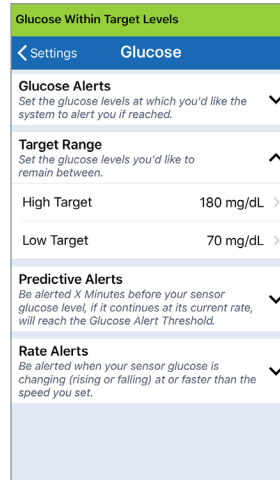 Glucose Within Target Levels
Settings Glucose
Glucose Alerts
Set the glucose levels at which you'd like the
system to alert you if reached.
Target Range
Set the glucose levels you'd like to
remain between.
High Target 180 mg/dL
Low Target 70 mg/dL
Predictive Alerts
Be alerted X Minutes before your sensor
glucose level, if it continues at its current rate,
will reach the Glucose Alert Threshold.
Rate Alerts
Be alerted when your sensor glucose is
changing (rising or falling) at or faster than the
speed you set.